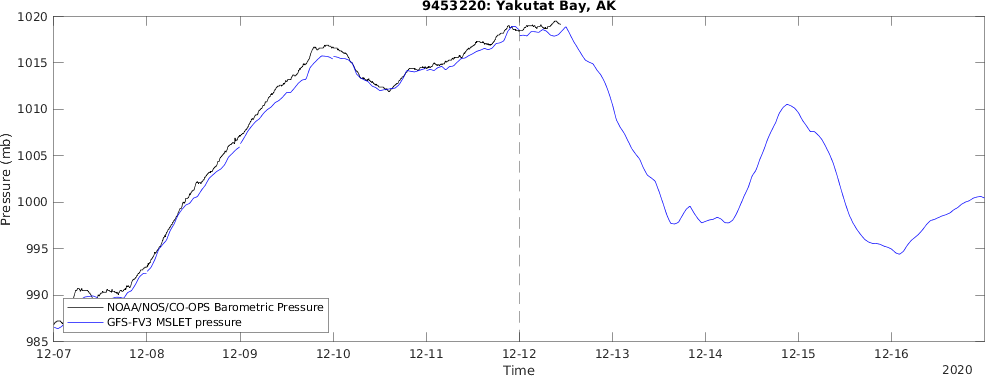 9453220: Yakutat Bay, AK
1020
1015
1010
1005
1000
995
990
985
Pressure (mb)
NOAA/NOS/CO-OPS Barometric Pressure
GFS-FV3 MSLET pressure
12-07 12-08 12-09 12-10 12-11 12-12 12-13 12-14 12-15 12-16
Time
2020